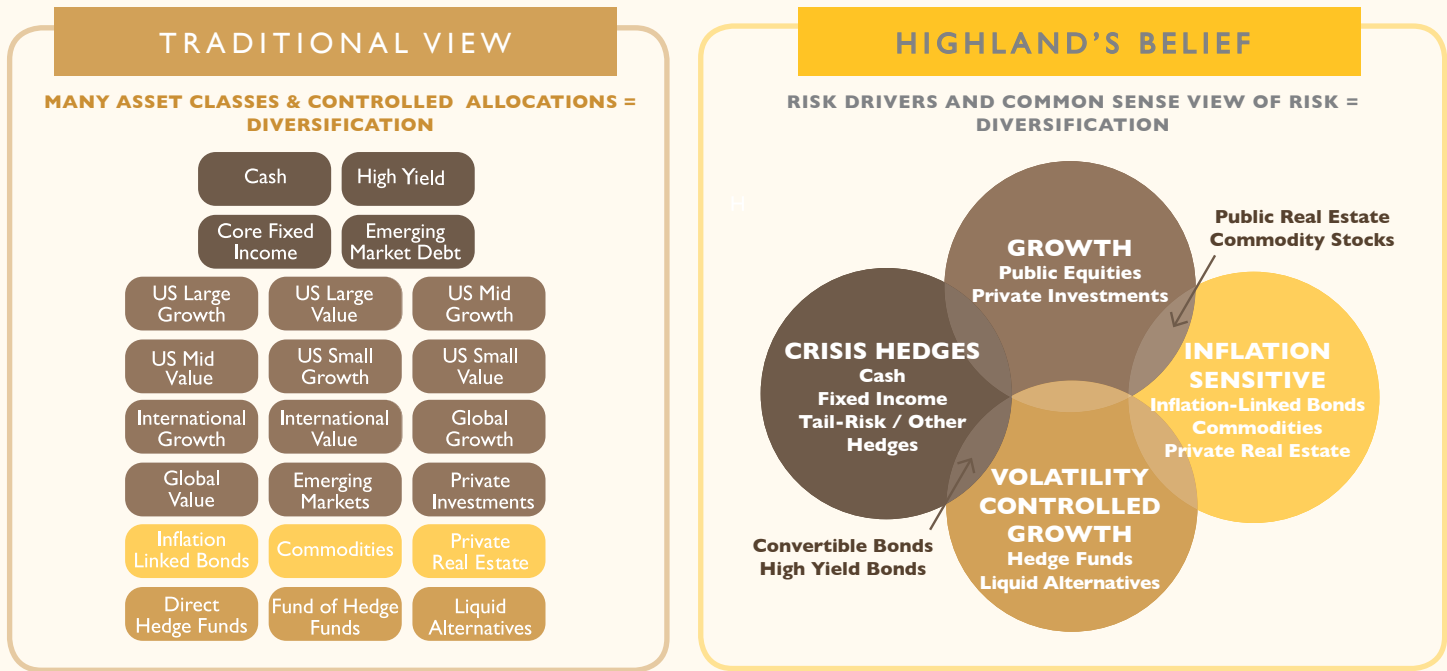 TRADITIONAL VIEW
MANY ASSET CLASSES & CONTROLLED ALLOCATIONS =
DIVERSIFICATION
Cash
High Yield
Core Fixed
Income
Emerging
Market Debt
US Large
Growth
US Large
Value
US Mid
Growth
US Mid
Value
US Small
Growth
US Small
Value
International
Growth
International
Value
Global
Growth
Global
Value
Emerging
Markets
Private
Investments
Inflation
Linked Bonds
Commodities
Private
Real Estate
Direct
Hedge Funds
Fund of Hedge
Funds
Liquid
Alternatives
HIGHLAND'S BELIEF
RISK DRIVERS AND COMMON SENSE VIEW OF RISK =
DIVERSIFICATION
H
GROWTH
Public Equities
Private Investments
Public Real Estate
Commodity Stocks
CRISIS HEDGES
Cash
Fixed Income
Tail-Risk / Other
Hedges
INFLATION
SENSITIVE
Inflation-Linked Bonds
Commodities
Private Real Estate
VOLATILITY
CONTROLLED
GROWTH
Hedge Funds
Liquid Alternatives
Convertible Bonds
High Yield Bonds